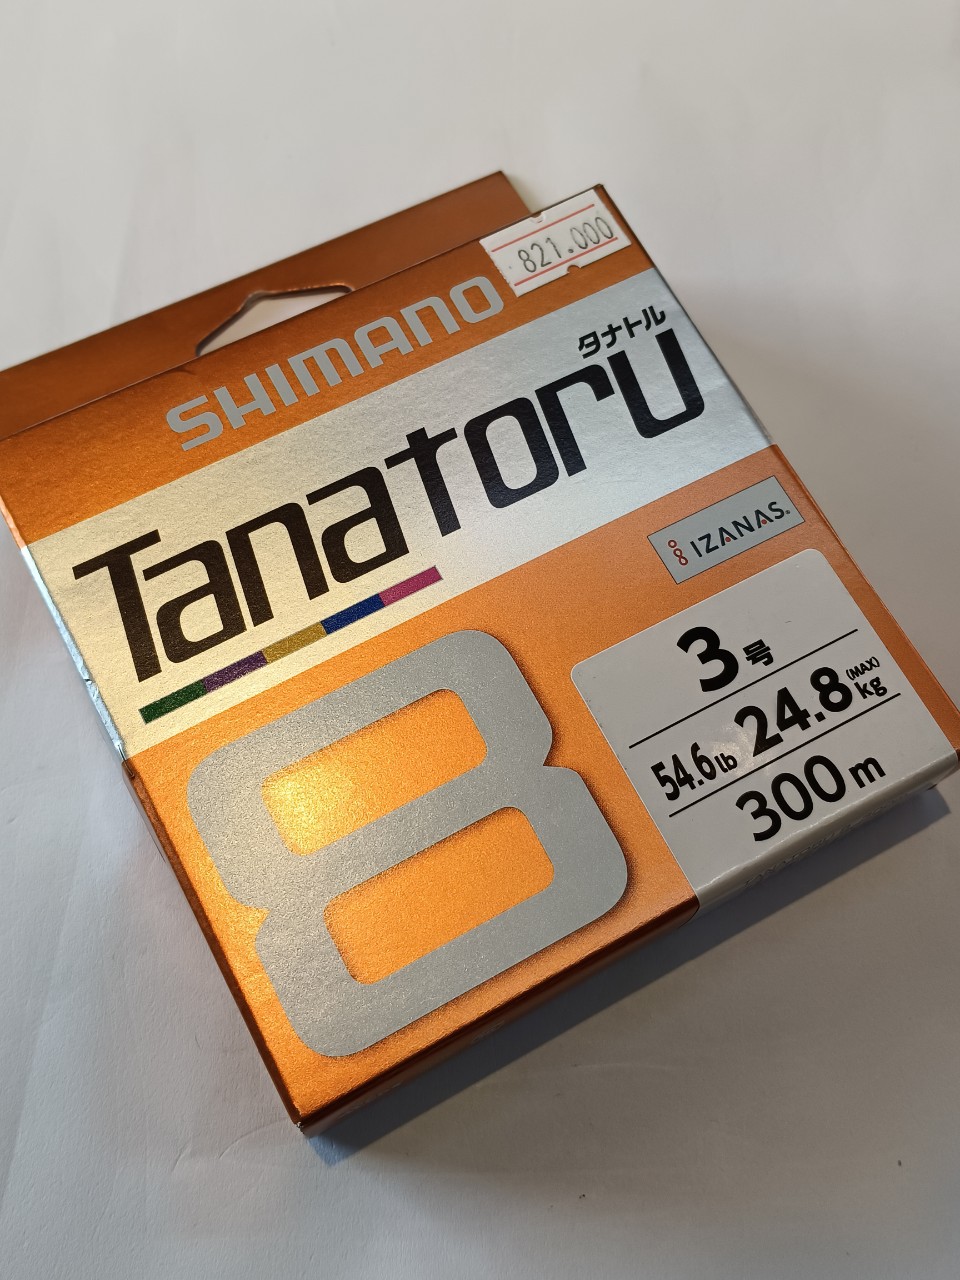 821.000
SHIMANO
タナトル
Tanatoru
IZANAS®
8
3号
54.6lb 24.8(MAX)kg
300m